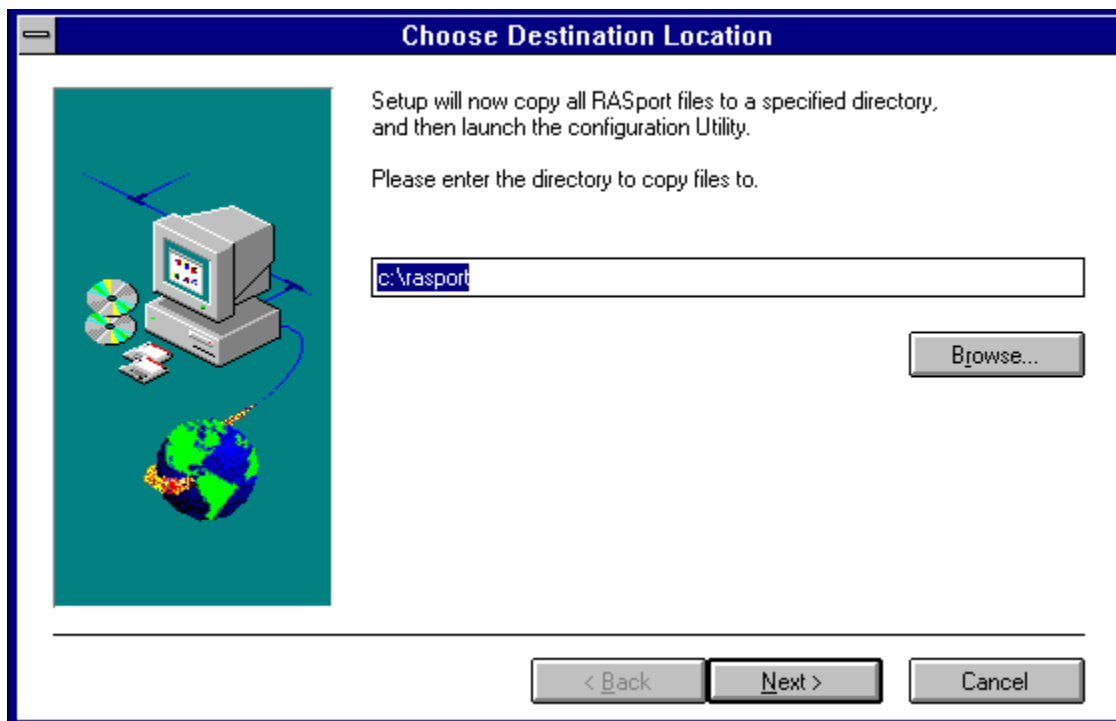 Choose Destination Location
Setup will now copy all RASport files to a specified directory,
and then launch the configuration Utility.
Please enter the directory to copy files to.
c:\rasport
Browse...
< Back
Next >
Cancel